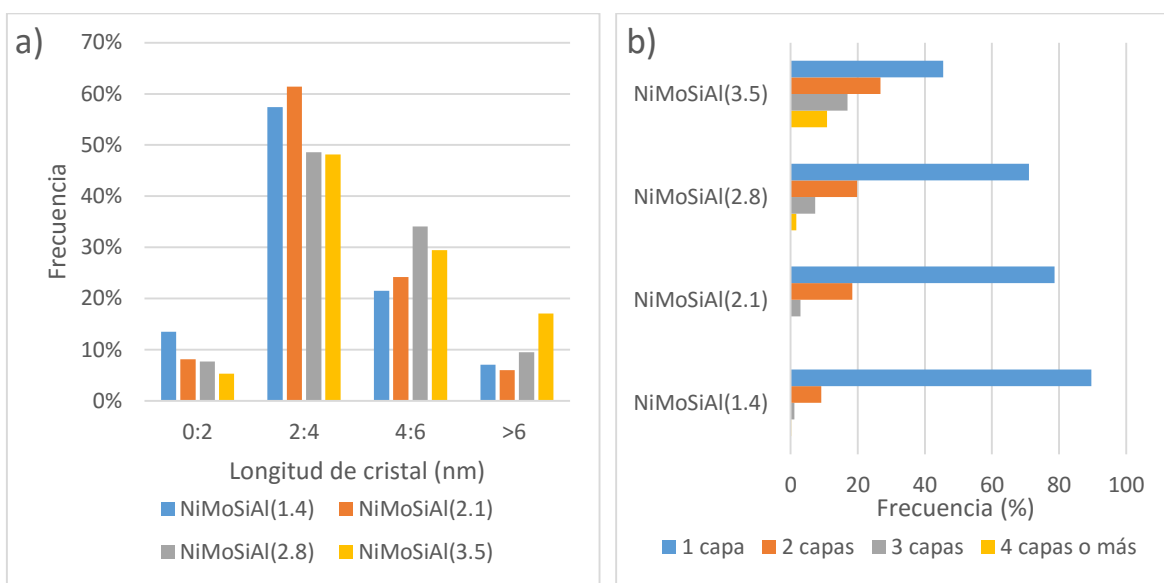 a)
70%
60%
50%
40%
30%
20%
10%
0%
Frecuencia
0:2 2:4 4:6 >6
Longitud de cristal (nm)
NiMoSiAl(1.4) NiMoSiAl(2.1)
NiMoSiAl(2.8) NiMoSiAl(3.5)
b)
NiMoSiAl(3.5)
NiMoSiAl(2.8)
NiMoSiAl(2.1)
NiMoSiAl(1.4)
0 20 40 60 80 100
Frecuencia (%)
1 capa 2 capas 3 capas 4 capas o más